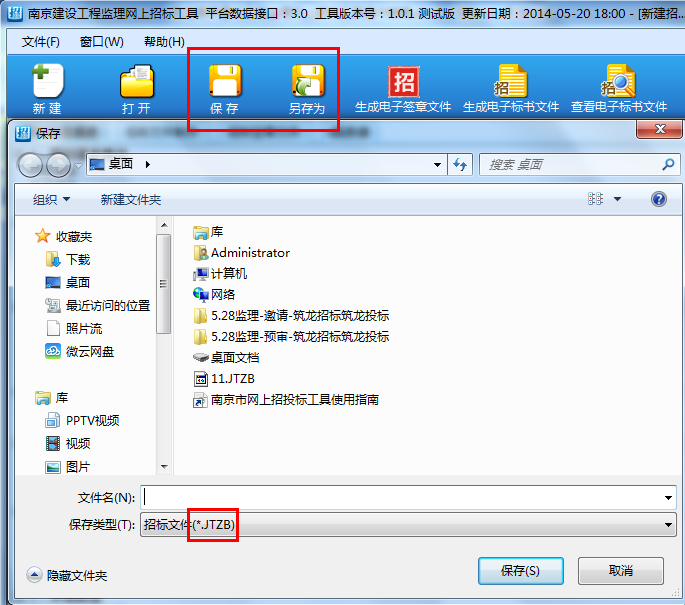 招 南京建设工程监理网上招标工具 平台数据接口：3.0 工具版本号：1.0.1 测试版 更新日期：2014-05-20 18:00 - [新建招...
文件(F) 窗口(W) 帮助(H)
招
招
招
新 建
打 开
保 存
另存为
生成电子签章文件
生成电子标书文件
查看电子标书文件
招 保存
桌面
搜索 桌面
组织
新建文件夹
收藏夹
下载
桌面
最近访问的位置
照片流
微云网盘
库
PPTV视频
视频
图片
库
Administrator
计算机
网络
5.28监理-邀请-筑龙招标筑龙投标
5.28监理-预审-筑龙招标筑龙投标
桌面文档
11.JTZB
南京市网上招投标工具使用指南
文件名(N):
保存类型(T): 招标文件(*.JTZB)
隐藏文件夹
保存(S)
取消